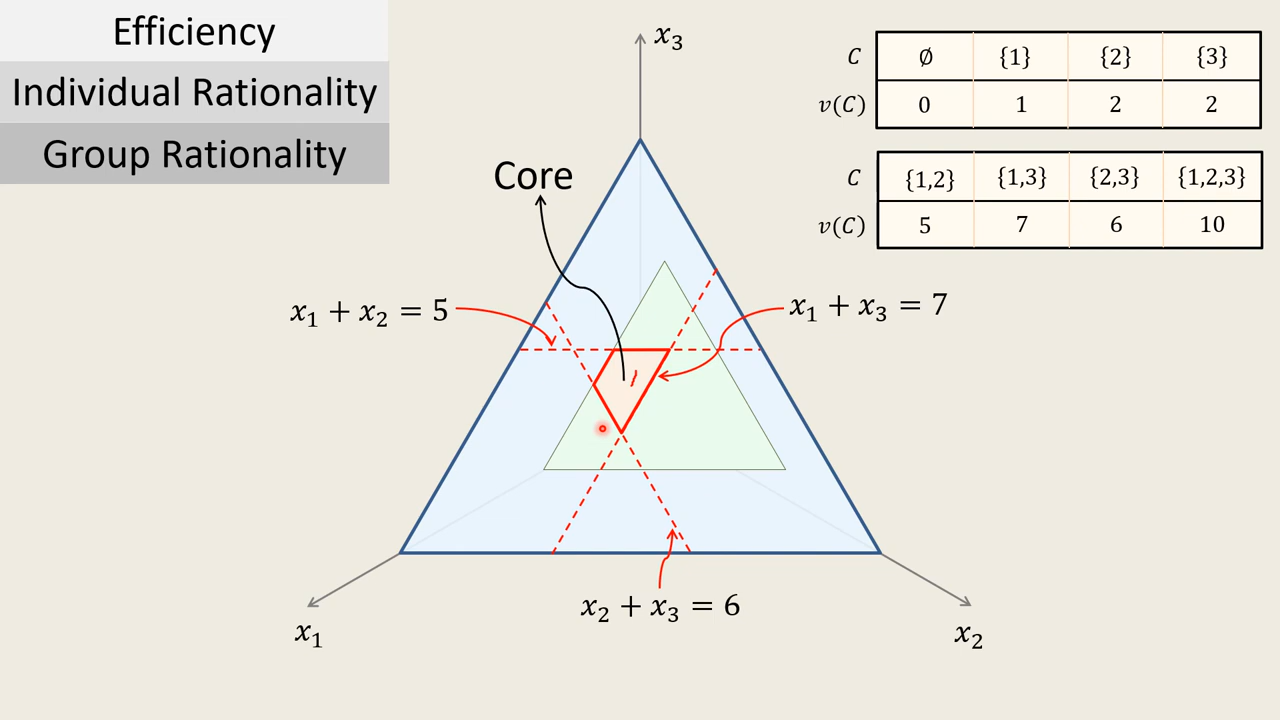 Efficiency
Individual Rationality
Group Rationality
x₃
C ∅ {1} {2} {3}
v(C) 0 1 2 2
C {1,2} {1,3} {2,3} {1,2,3}
v(C) 5 7 6 10
Core
x₁ + x₂ = 5
x₁ + x₃ = 7
x₂ + x₃ = 6
x₁
x₂